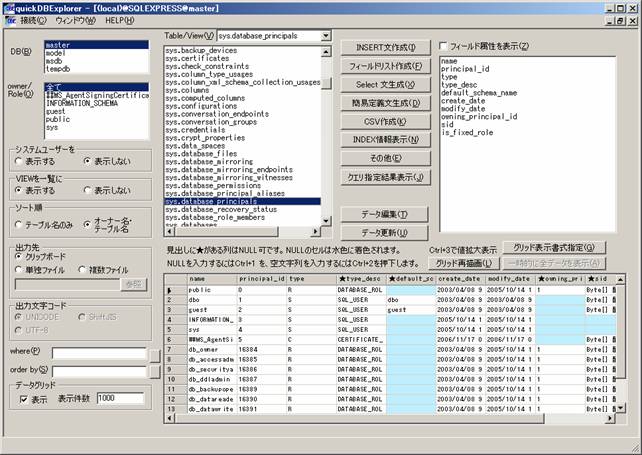 quickDBExplorer - [(local)@SQLEXPRESS@master]
接続(C) ウィンドウ(W) HELP(H)
DB(B)
master
model
msdb
tempdb
owner/
Role(O)
全て
##MS_AgentSigningCertifica
INFORMATION_SCHEMA
guest
public
sys
システムユーザーを
表示する 表示しない
VIEWを一覧に
表示する 表示しない
ソート順
テーブル名のみ オーナー名・テーブル名
出力先
クリップボード
単独ファイル 複数ファイル
参照
出力文字コード
UNICODE ShiftJIS
UTF-8
where(P)
order by(S)
データグリッド
表示 表示件数 1000
Table/View(V) sys.database_principals
sys.backup_devices
sys.certificates
sys.check_constraints
sys.column_type_usages
sys.column_xml_schema_collection_usages
sys.columns
sys.computed_columns
sys.configurations
sys.conversation_endpoints
sys.conversation_groups
sys.credentials
sys.crypt_properties
sys.data_spaces
sys.database_files
sys.database_mirroring
sys.database_mirroring_endpoints
sys.database_mirroring_witnesses
sys.database_permissions
sys.database_principal_aliases
sys.database_principals
sys.database_recovery_status
sys.database_role_members
sys.databases
INSERT文作成(I)
フィールドリスト作成(F)
Select 文生成(X)
簡易定義文生成(D)
CSV作成(K)
INDEX情報表示(N)
その他(E)
クエリ指定結果表示(J)
データ編集(T)
データ更新(U)
フィールド属性を表示(Z)
name
principal_id
type
type_desc
default_schema_name
create_date
modify_date
owning_principal_id
sid
is_fixed_role
見出しに★がある列はNULL可です。NULLのセルは水色に着色されます。 Ctrl+3で値拡大表示 グリッド表示書式指定(G)
NULLを入力するにはCtrl+1 を、空文字列を入力するにはCtrl+2を押下します。 グリッド再描画(L) 一時的に全データを表示(A)
name principal_id type ★type_desc ★default_sc create_date modify_date ★owning_pri ★sid
1 public 0 R DATABASE_ROL 2003/04/08 9 2005/10/14 1 1 Byte[]
2 dbo 1 S SQL_USER dbo 2003/04/08 9 2003/04/08 9 Byte[]
3 guest 2 S SQL_USER guest 2003/04/08 9 2003/04/08 9 Byte[]
4 INFORMATION_ 3 S SQL_USER 2005/10/14 1 2005/10/14 1
5 sys 4 S SQL_USER 2005/10/14 1 2005/10/14 1
6 ##MS_AgentSi 5 C CERTIFICATE_ 2006/11/17 0 2006/11/17 0 Byte[]
7 db_owner 16384 R DATABASE_ROL 2003/04/08 9 2005/10/14 1 1 Byte[]
8 db_accessadm 16385 R DATABASE_ROL 2003/04/08 9 2005/10/14 1 1 Byte[]
9 db_securitya 16386 R DATABASE_ROL 2003/04/08 9 2005/10/14 1 1 Byte[]
10 db_ddladmin 16387 R DATABASE_ROL 2003/04/08 9 2005/10/14 1 1 Byte[]
11 db_backupope 16389 R DATABASE_ROL 2003/04/08 9 2005/10/14 1 1 Byte[]
12 db_datareade 16390 R DATABASE_ROL 2003/04/08 9 2005/10/14 1 1 Byte[]
13 db_datawrite 16391 R DATABASE_ROL 2003/04/08 9 2005/10/14 1 1 Byte[]